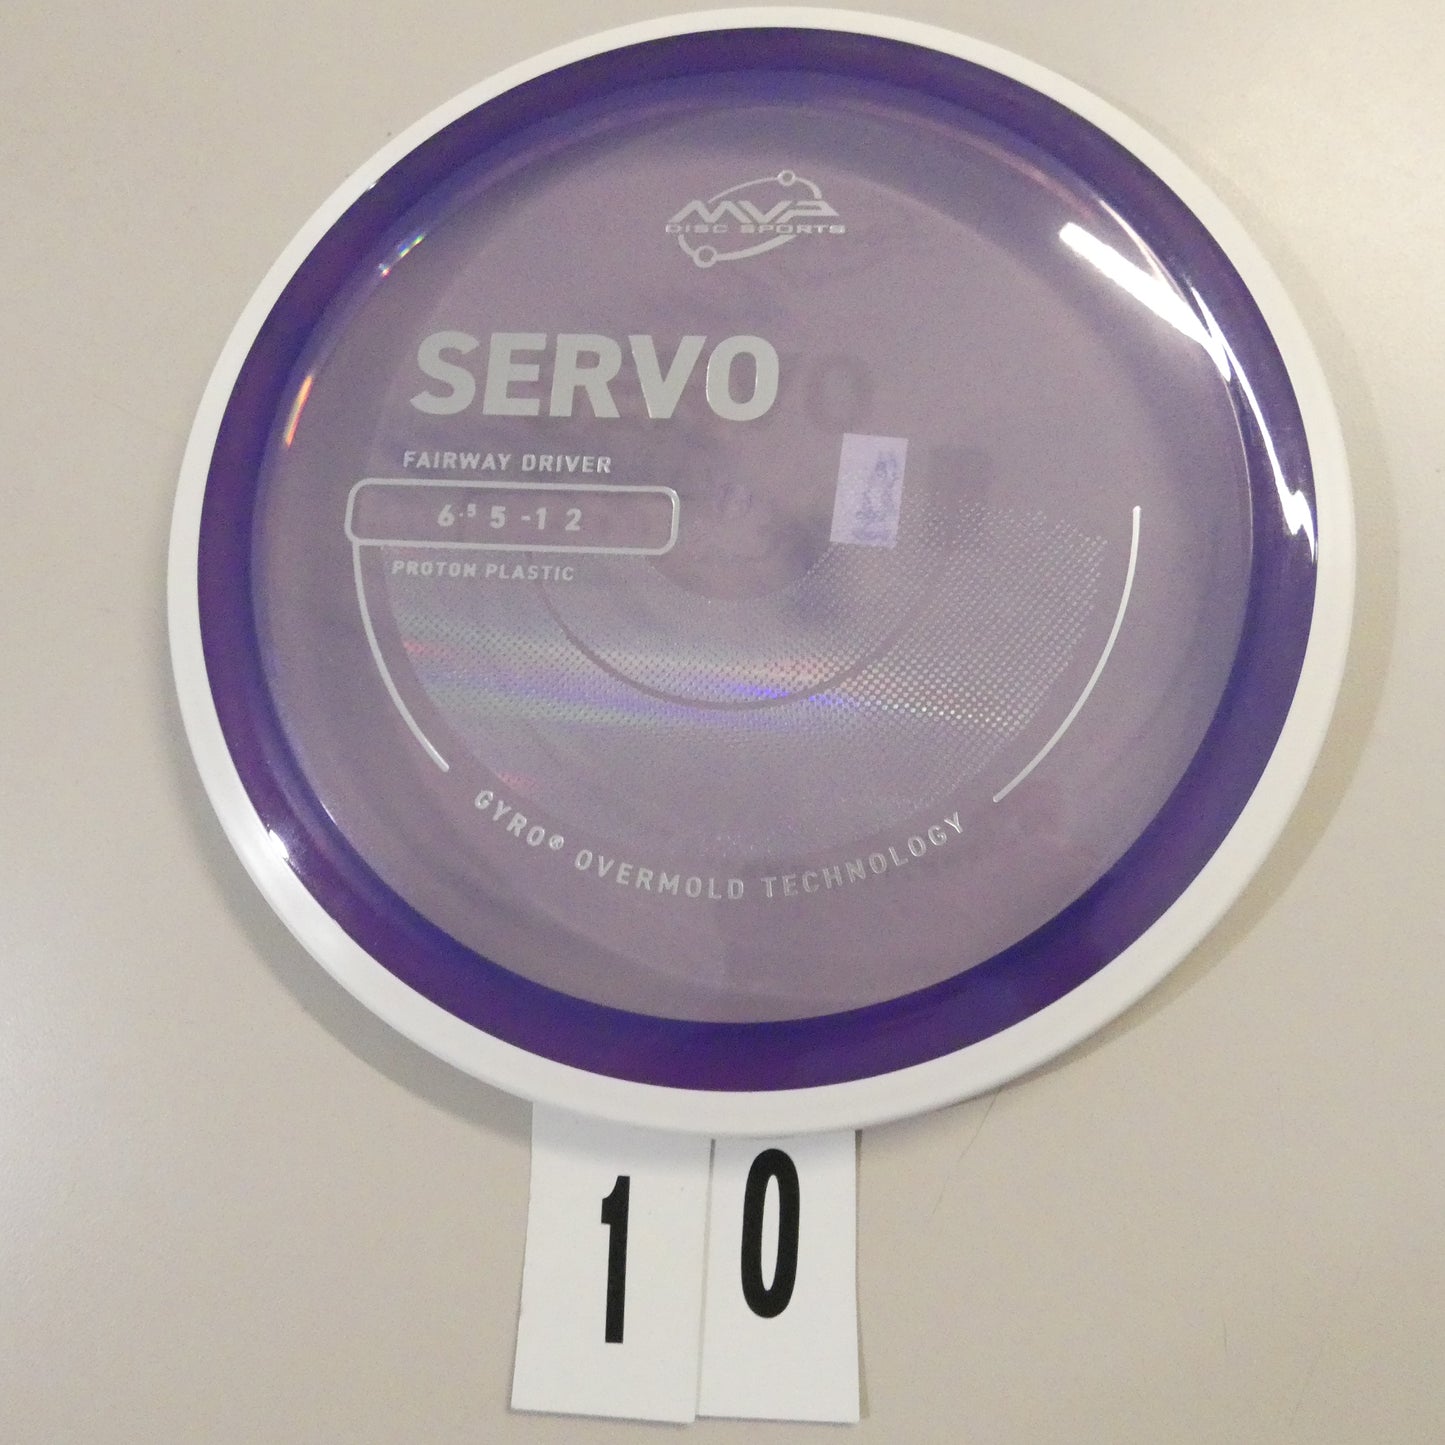 MVP
DISC SPORTS
SERVO
FAIRWAY DRIVER
6.5 5 -1 2
PROTON PLASTIC
GYRO® OVERMOLD TECHNOLOGY
1 0